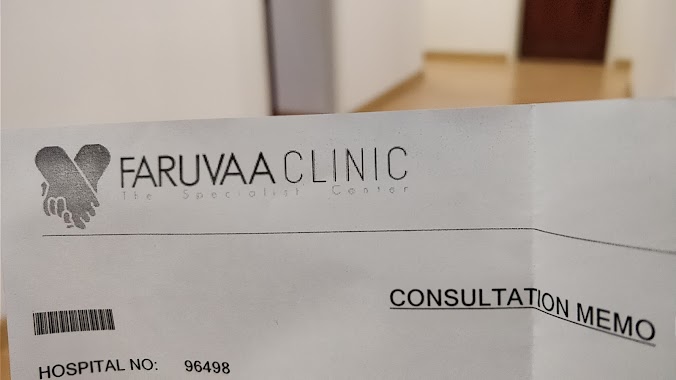 FARUVAA CLINIC
The Specialist Center
CONSULTATION MEMO
HOSPITAL NO: 96498